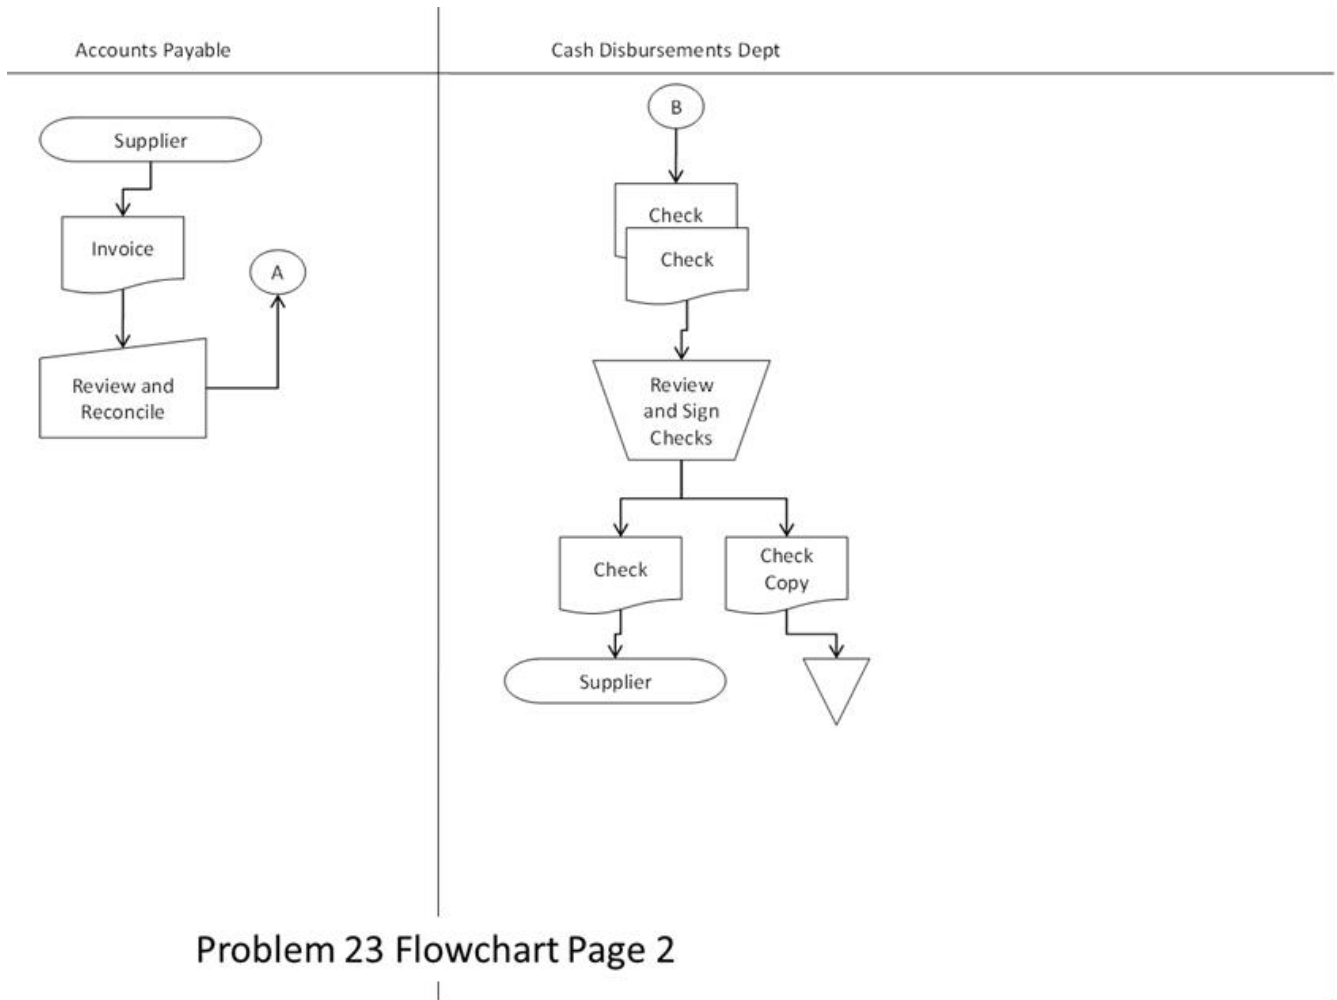 Accounts Payable
Cash Disbursements Dept
Supplier
Invoice
A
Review and
Reconcile
B
Check
Check
Review
and Sign
Checks
Check
Check
Copy
Supplier
Problem 23 Flowchart Page 2